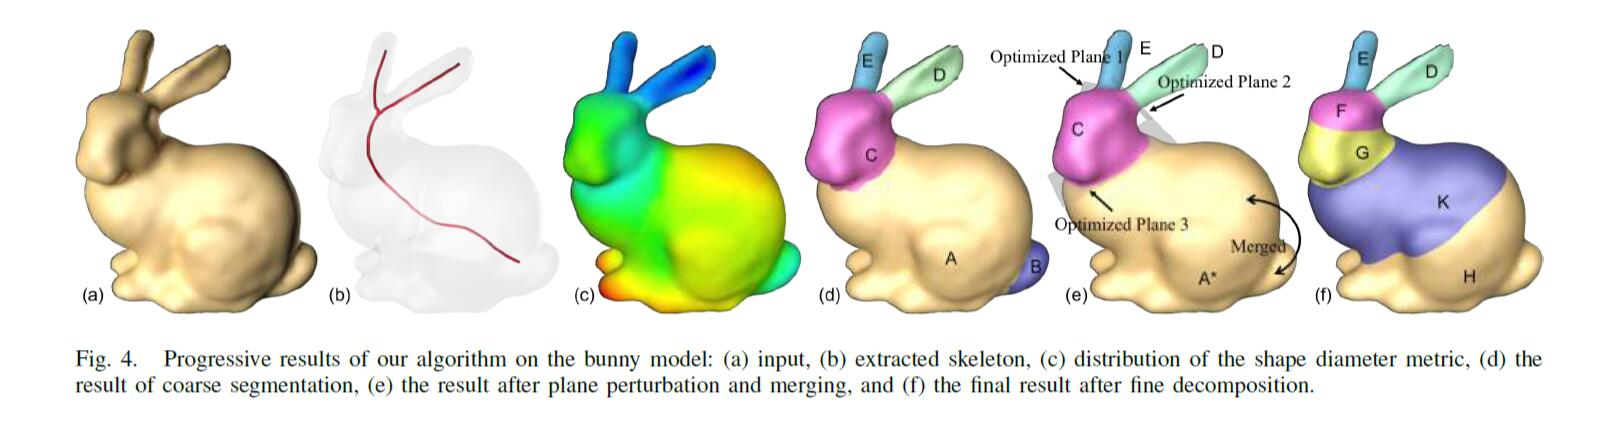 E
D
C
A
B
(a)
(b)
(c)
(d)
Optimized Plane 1
E
D
Optimized Plane 2
C
Optimized Plane 3
Merged
A*
(e)
E
D
F
G
K
H
(f)
Fig. 4. Progressive results of our algorithm on the bunny model: (a) input, (b) extracted skeleton, (c) distribution of the shape diameter metric, (d) the
result of coarse segmentation, (e) the result after plane perturbation and merging, and (f) the final result after fine decomposition.